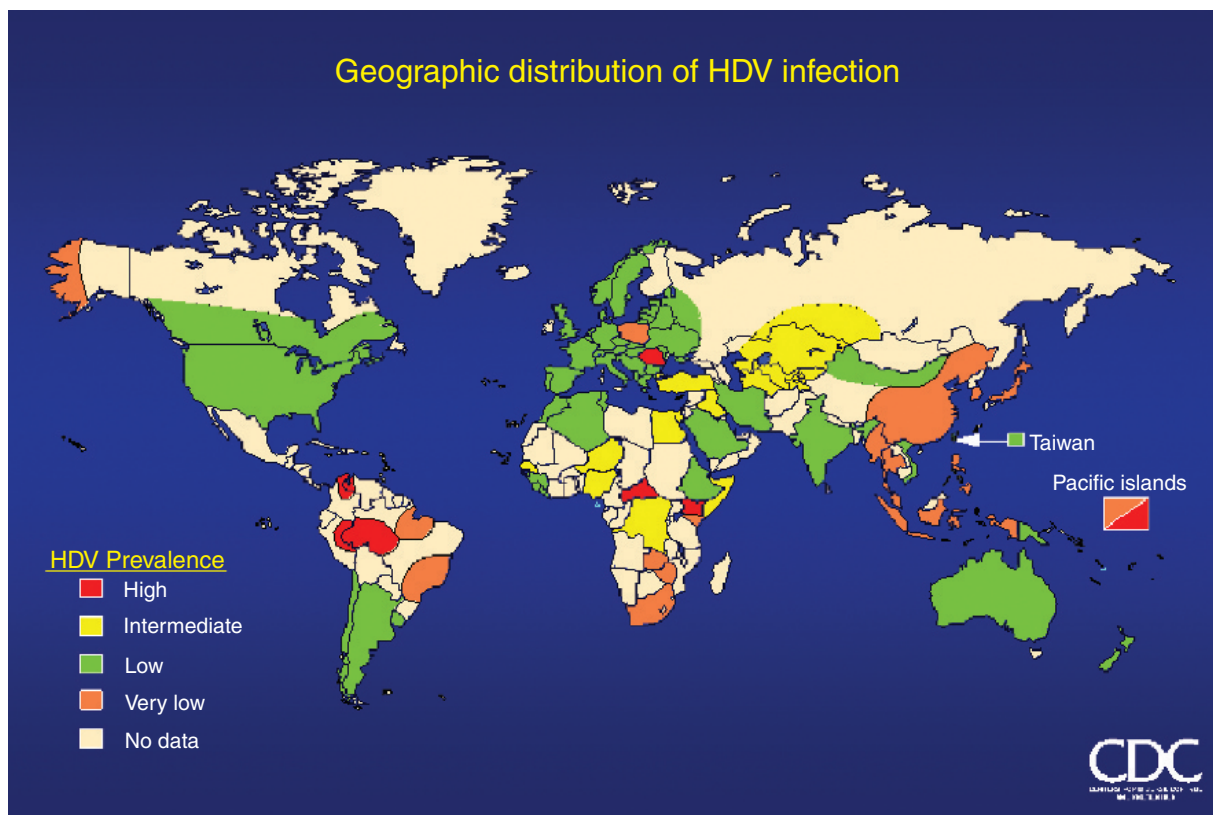 Geographic distribution of HDV infection
Taiwan
Pacific islands
HDV Prevalence
High
Intermediate
Low
Very low
No data
CDC